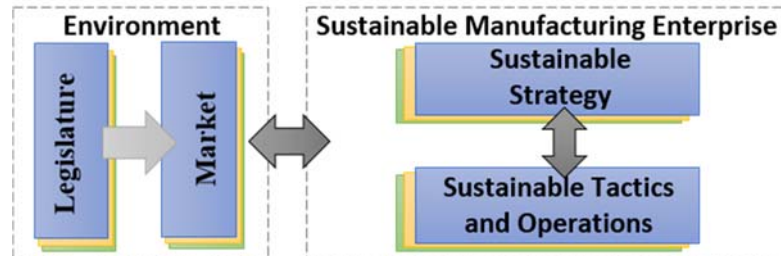 Environment
Legislature
Market
Sustainable Manufacturing Enterprise
Sustainable
Strategy
Sustainable Tactics
and Operations